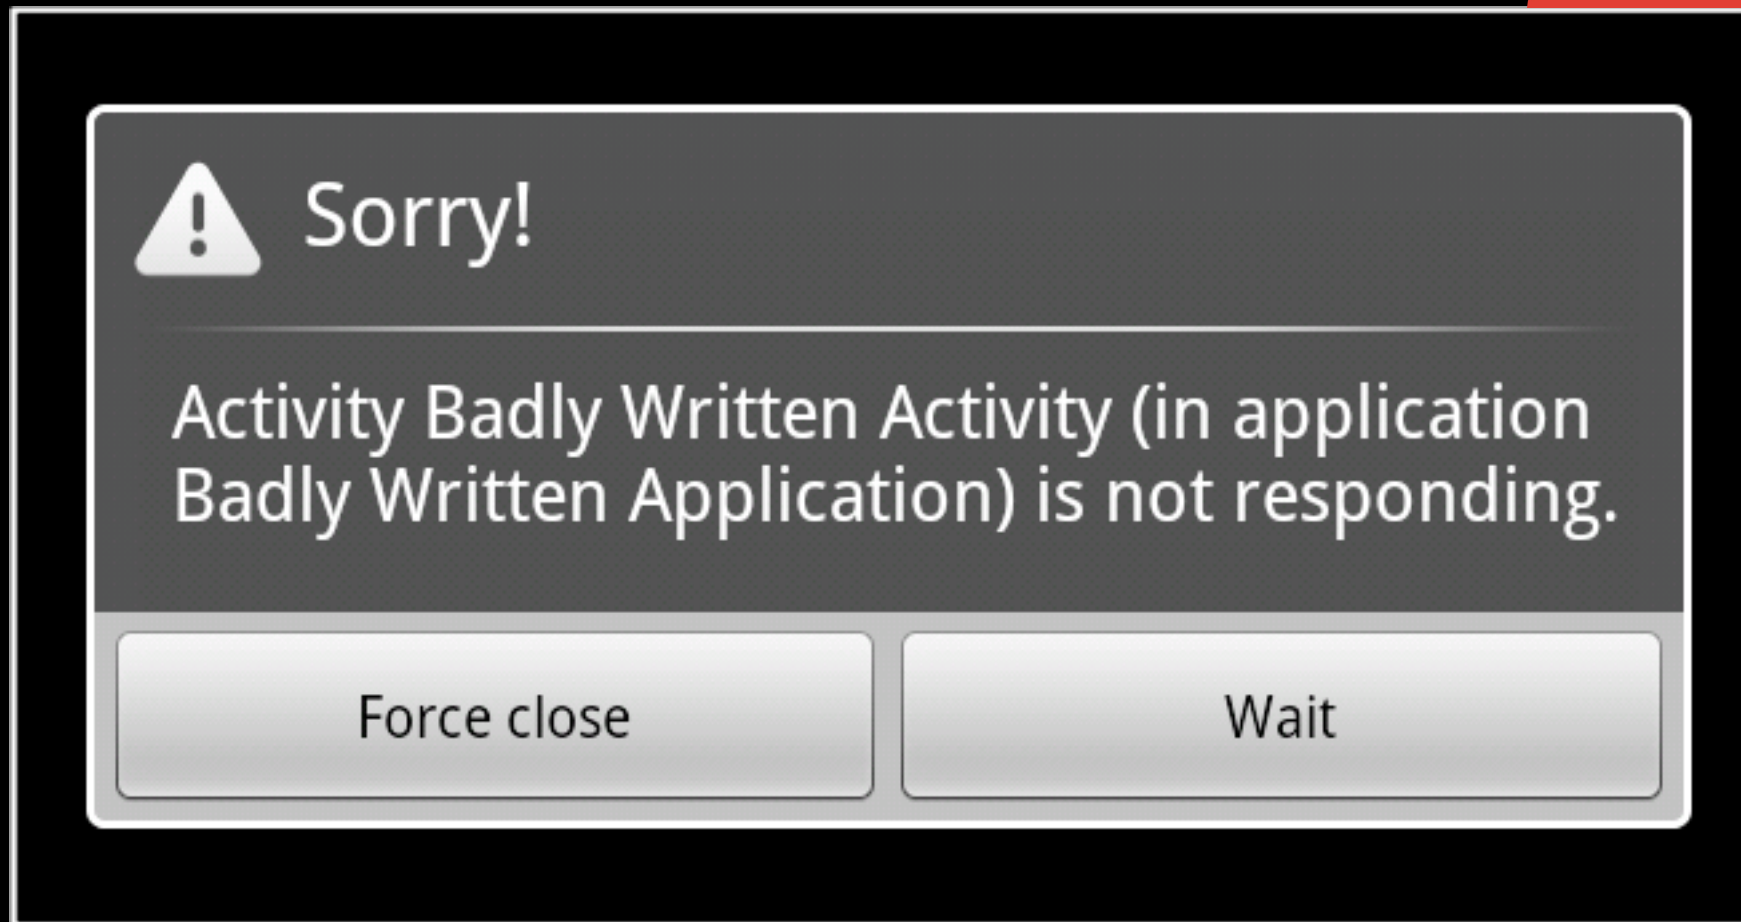 Sorry!
Activity Badly Written Activity (in application
Badly Written Application) is not responding.
Force close
Wait